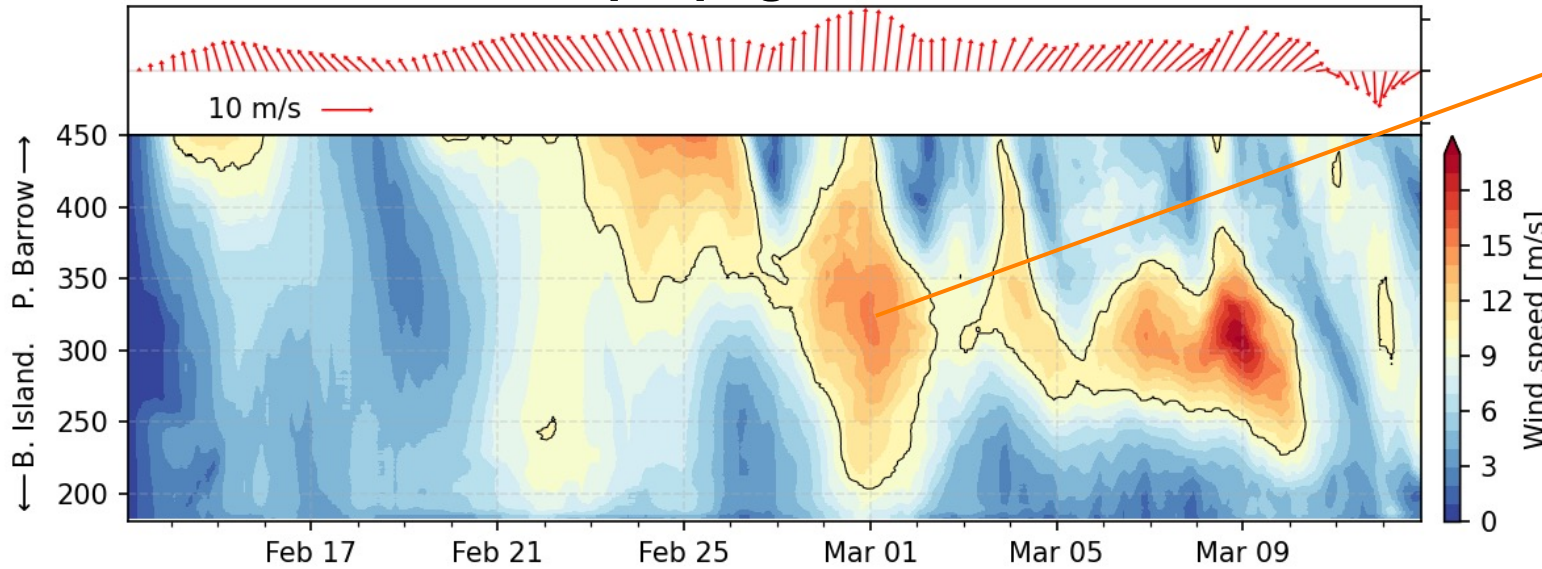 10 m/s
P. Barrow →
← B. Island.
450
400
350
300
250
200
Feb 17
Feb 21
Feb 25
Mar 01
Mar 05
Mar 09
18
15
12
9
6
3
0
Wind speed [m/s]